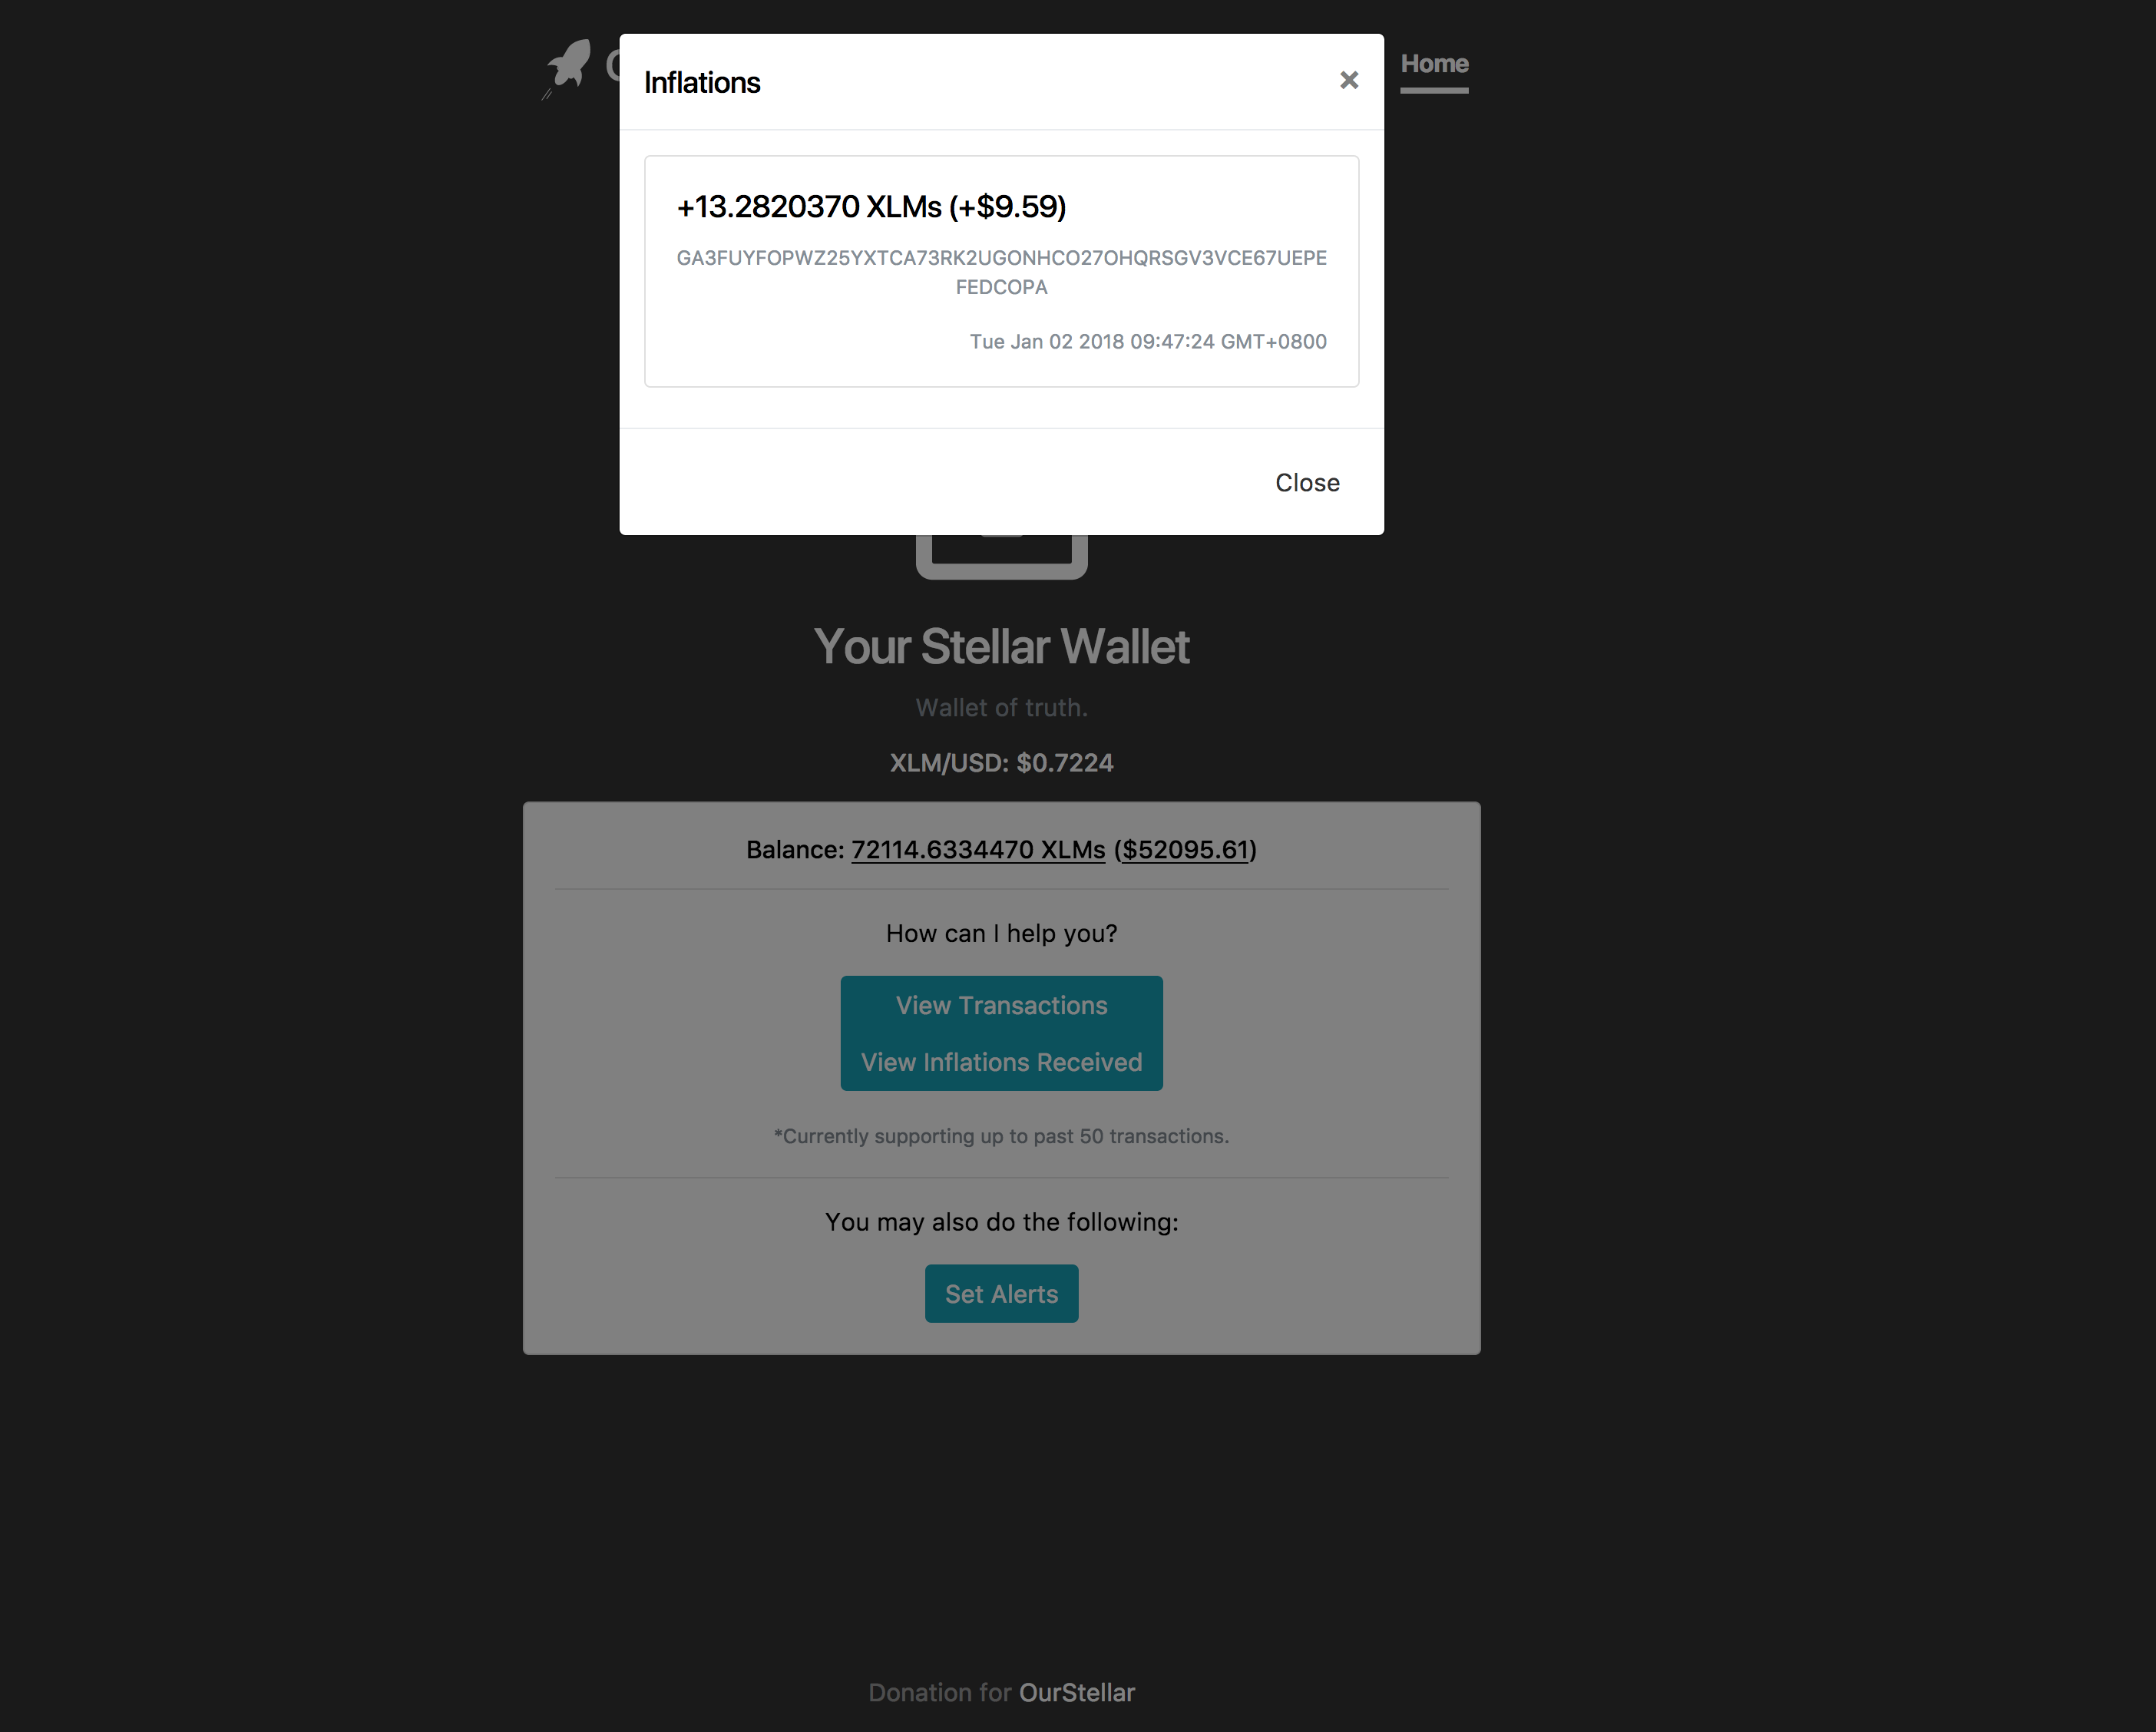 Home
Inflations
+13.2820370 XLMs (+$9.59)
GA3FUYFOPWZ25YXTCA73RK2UGONHCO27OHQRSGV3VCE67UEPE
FEDCOPA
Tue Jan 02 2018 09:47:24 GMT+0800
Close
Your Stellar Wallet
Wallet of truth.
XLM/USD: $0.7224
Balance: 72114.6334470 XLMs ($52095.61)
How can I help you?
View Transactions
View Inflations Received
*Currently supporting up to past 50 transactions.
You may also do the following:
Set Alerts
Donation for OurStellar